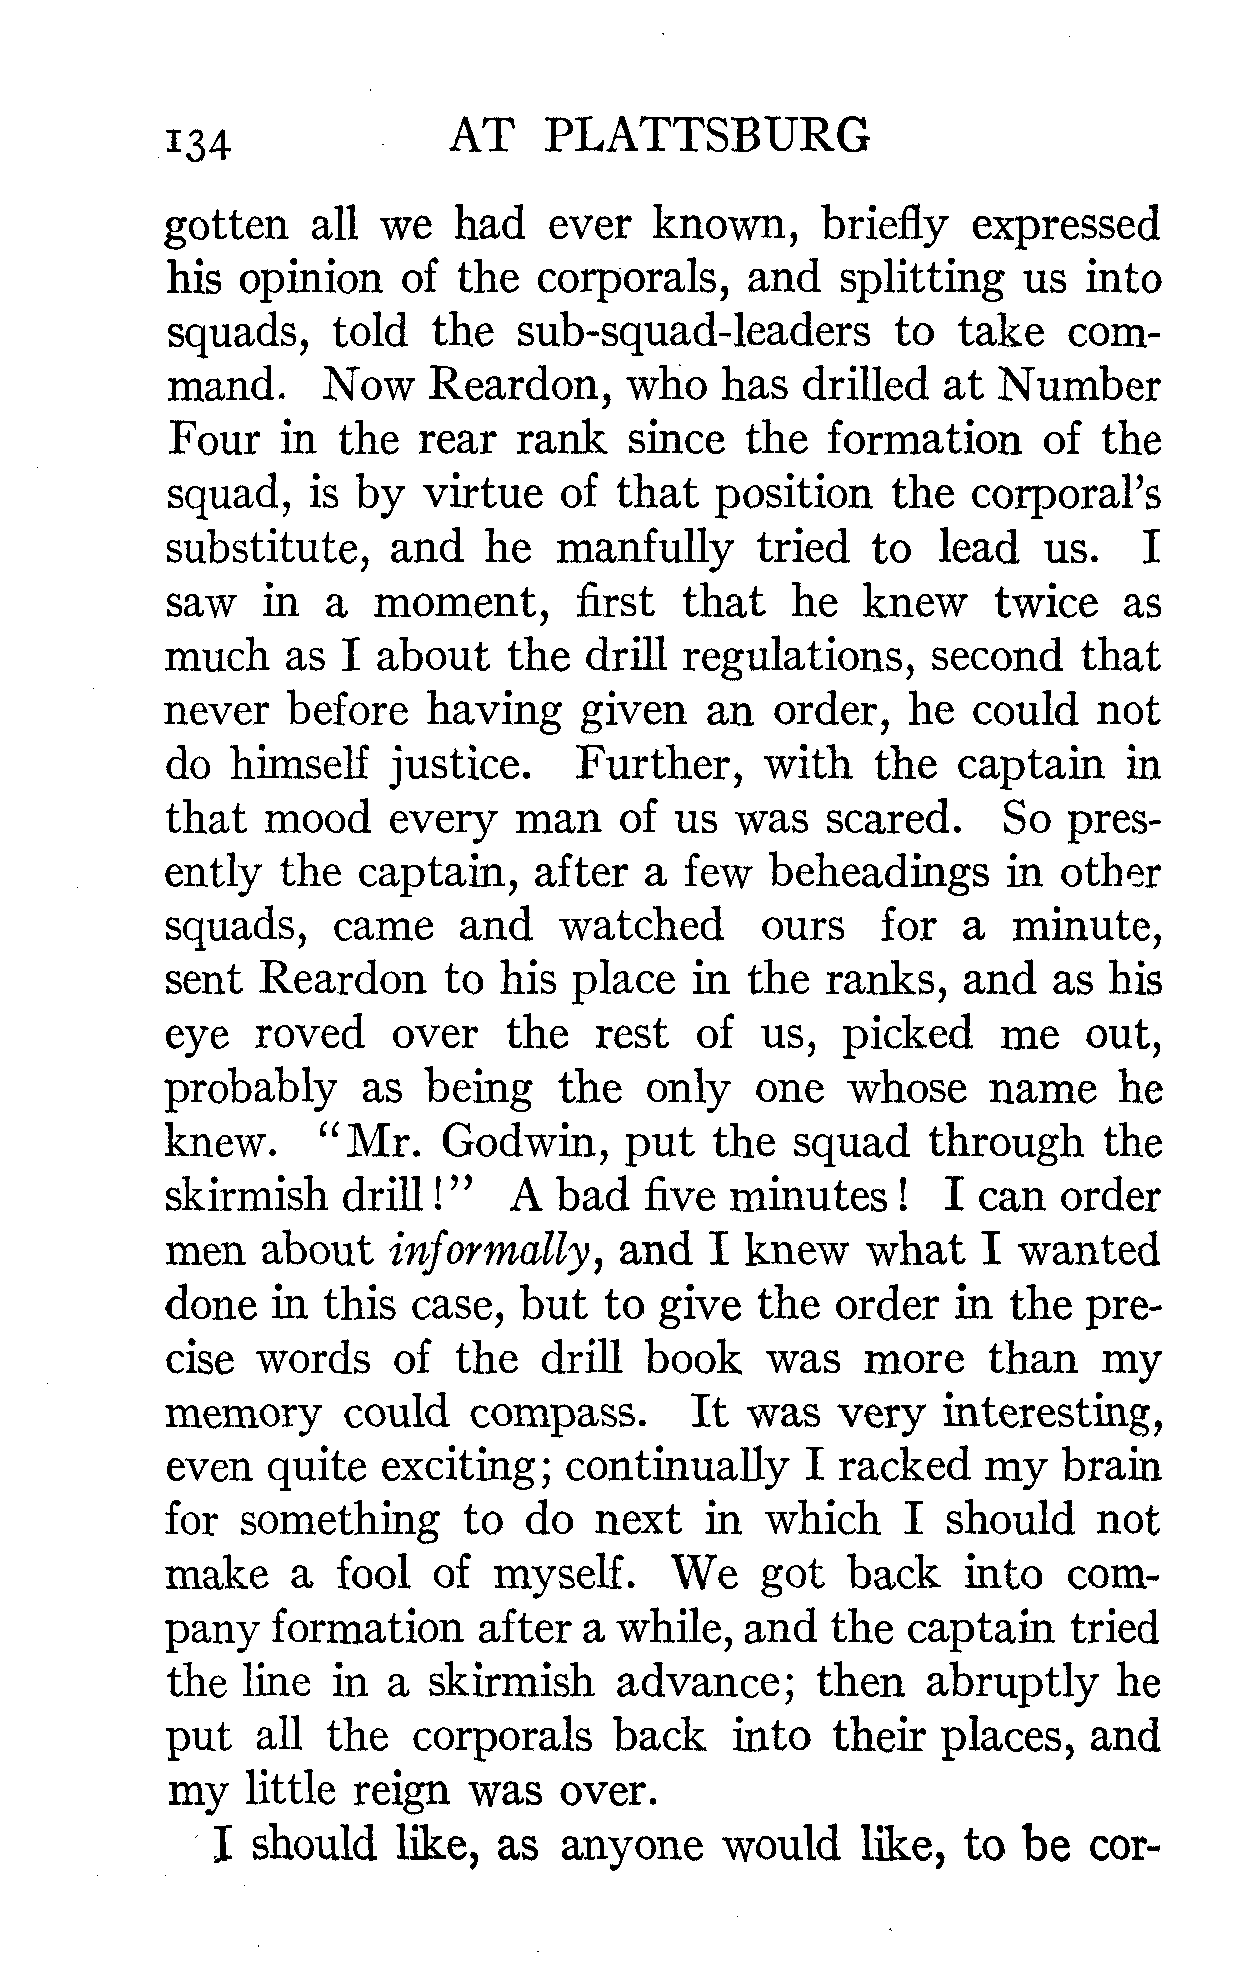 134 AT PLATTSBURG
gotten all we had ever known, briefly expressed
his opinion of the corporals, and splitting us into
squads, told the sub-squad-leaders to take com-
mand. Now Reardon, who has drilled at Number
Four in the rear rank since the formation of the
squad, is by virtue of that position the corporal's
substitute, and he manfully tried to lead us. I
saw in a moment, first that he knew twice as
much as I about the drill regulations, second that
never before having given an order, he could not
do himself justice. Further, with the captain in
that mood every man of us was scared. So pres-
ently the captain, after a few beheadings in other
squads, came and watched ours for a minute,
sent Reardon to his place in the ranks, and as his
eye roved over the rest of us, picked me out,
probably as being the only one whose name he
knew. "Mr. Godwin, put the squad through the
skirmish drill!" A bad five minutes! I can order
men about informally, and I knew what I wanted
done in this case, but to give the order in the pre-
cise words of the drill book was more than my
memory could compass. It was very interesting,
even quite exciting; continually I racked my brain
for something to do next in which I should not
make a fool of myself. We got back into com-
pany formation after a while, and the captain tried
the line in a skirmish advance; then abruptly he
put all the corporals back into their places, and
my little reign was over.
I should like, as anyone would like, to be cor-